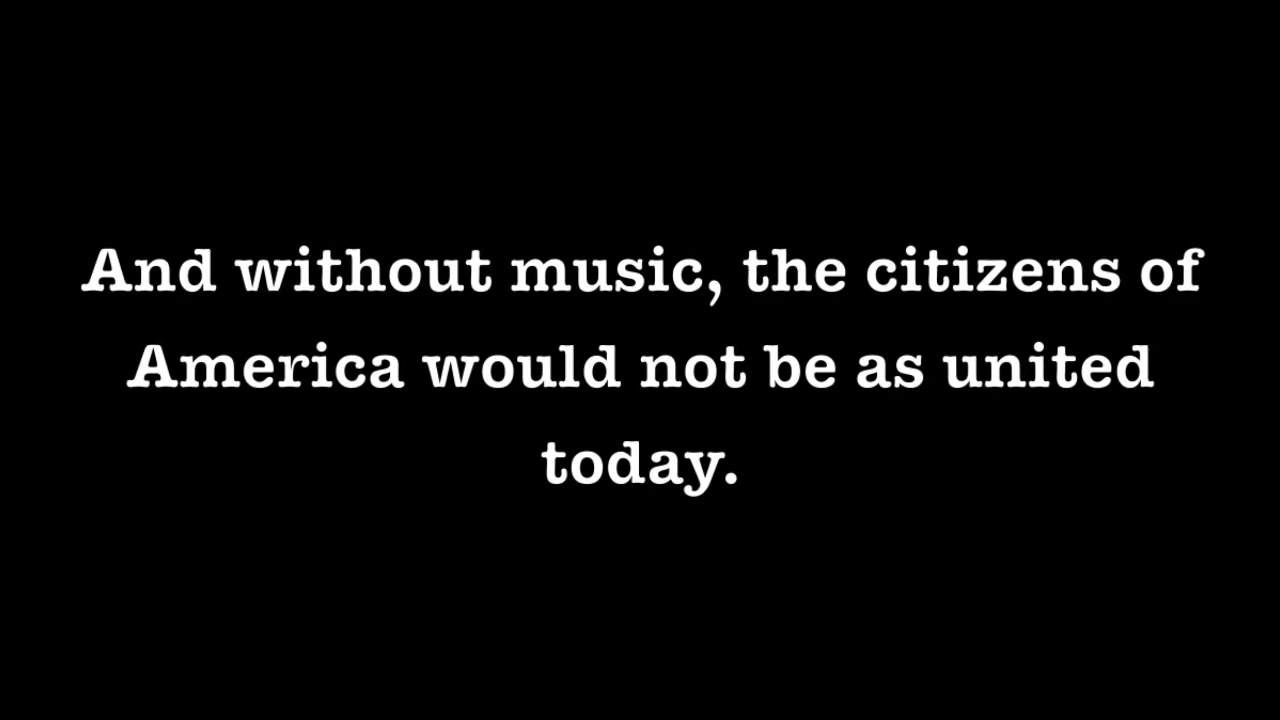 And without music, the citizens of
America would not be as united
today.